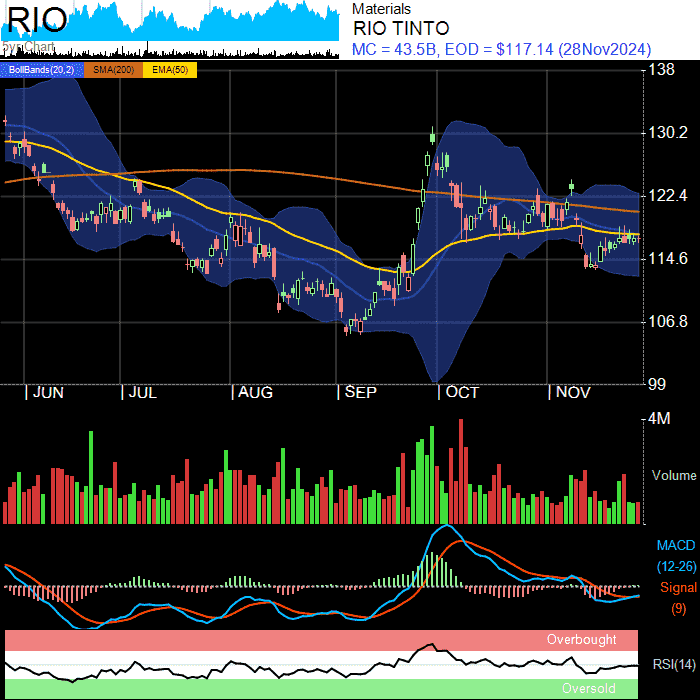 RIO
Materials
RIO TINTO
MC = 43.5B, EOD = $117.14 (28Nov2024)
BollBands(20,2) SMA(200) EMA(50)
138
130.2
122.4
114.6
106.8
99
JUN JUL AUG SEP OCT NOV
4M
Volume
MACD
(12-26)
Signal
(9)
Overbought
RSI(14)
Oversold